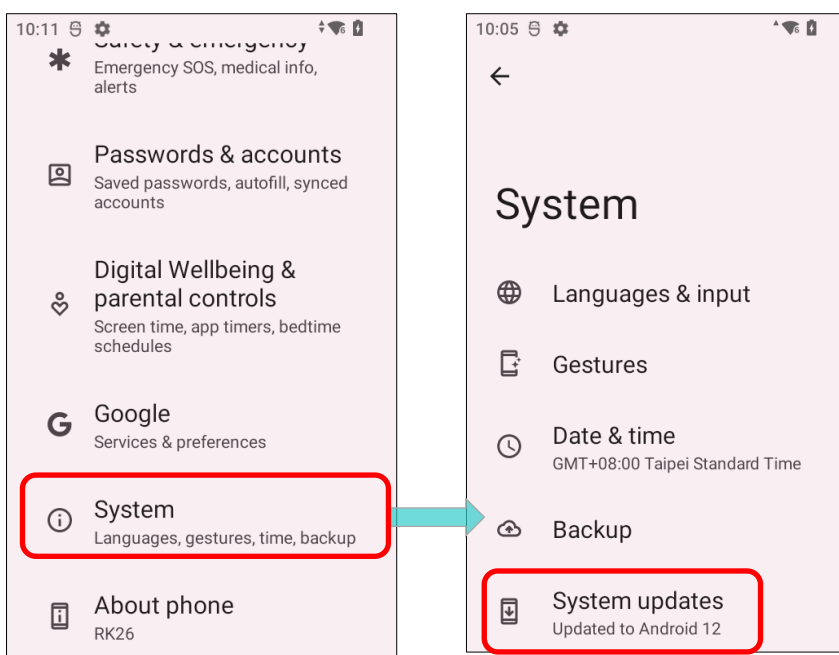 10:11
Safety & emergency
Emergency SOS, medical info,
alerts
Passwords & accounts
Saved passwords, autofill, synced
accounts
Digital Wellbeing &
parental controls
Screen time, app timers, bedtime
schedules
Google
Services & preferences
System
Languages, gestures, time, backup
About phone
RK26
10:05
System
Languages & input
Gestures
Date & time
GMT+08:00 Taipei Standard Time
Backup
System updates
Updated to Android 12